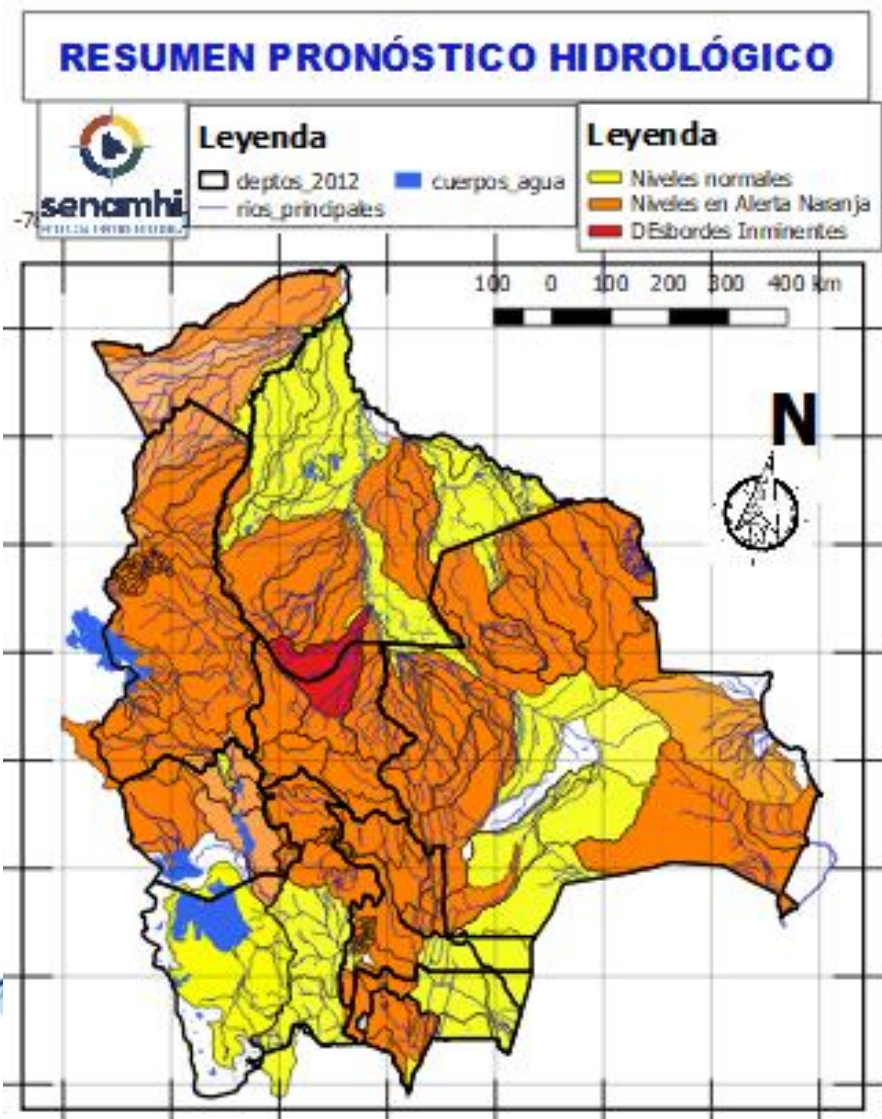 RESUMEN PRONÓSTICO HIDROLÓGICO
senamhi
Leyenda
deptos_2012
cuerpos_agua
rios_principales
Leyenda
Niveles normales
Niveles en Alerta Naranja
DEsbordes Inminentes
-7
100 0 100 200 300 400 km
N